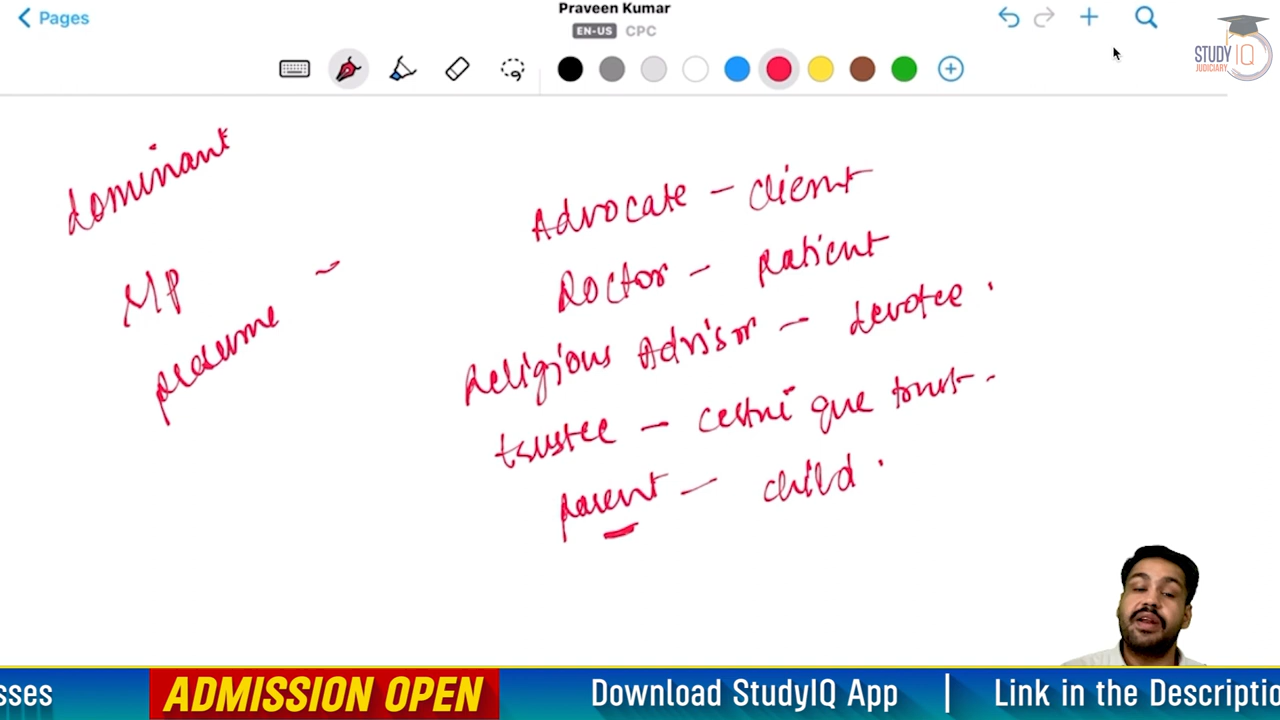 Pages
Praveen Kumar
EN-US CPC
STUDY IQ
JUDICIARY
dominant
MP
presume -
Advocate - client
Doctor - patient
Religious Advisor - devotee.
trustee - cestui que trust -
parent - child.
sses
ADMISSION OPEN
Download StudyIQ App | Link in the Descriptio